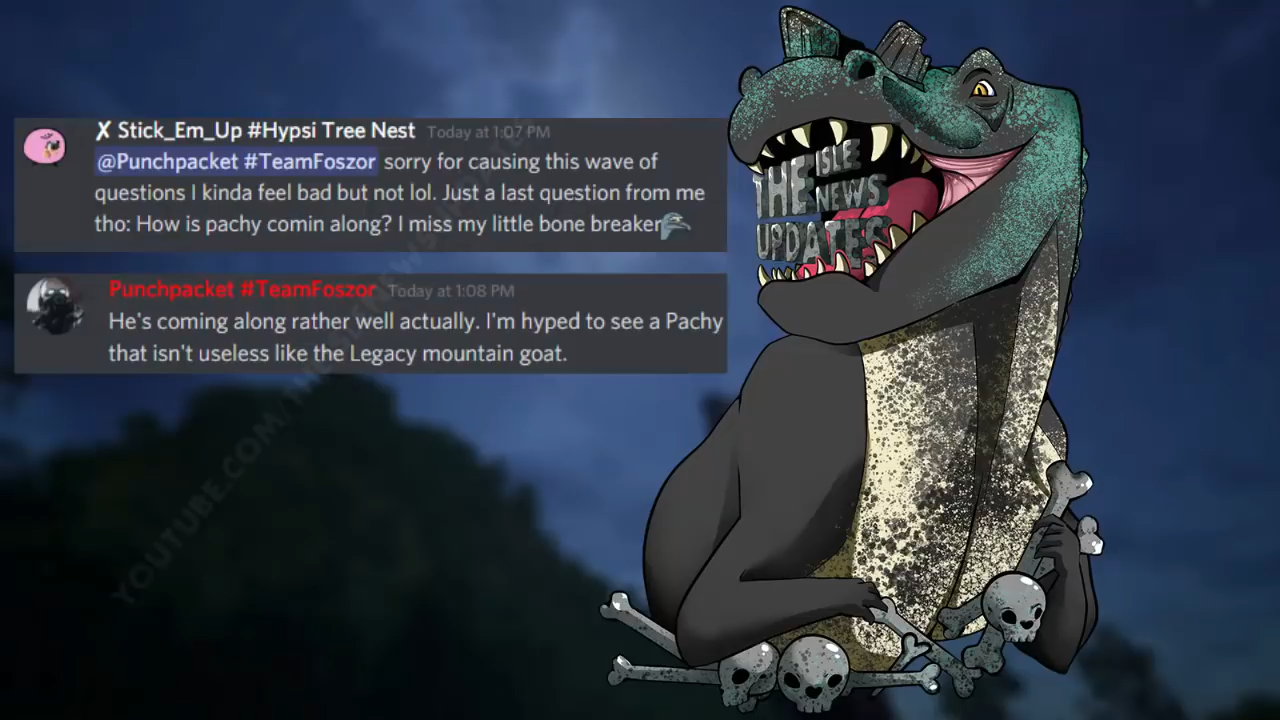 ✗ Stick_Em_Up #Hypsi Tree Nest Today at 1:07 PM
@Punchpacket #TeamFoszor sorry for causing this wave of
questions I kinda feel bad but not lol. Just a last question from me
tho: How is pachy comin along? I miss my little bone breaker
Punchpacket #TeamFoszor Today at 1:08 PM
He's coming along rather well actually. I'm hyped to see a Pachy
that isn't useless like the Legacy mountain goat.
THE ISLE
NEWS
UPDATES
YOUTUBE.COM/